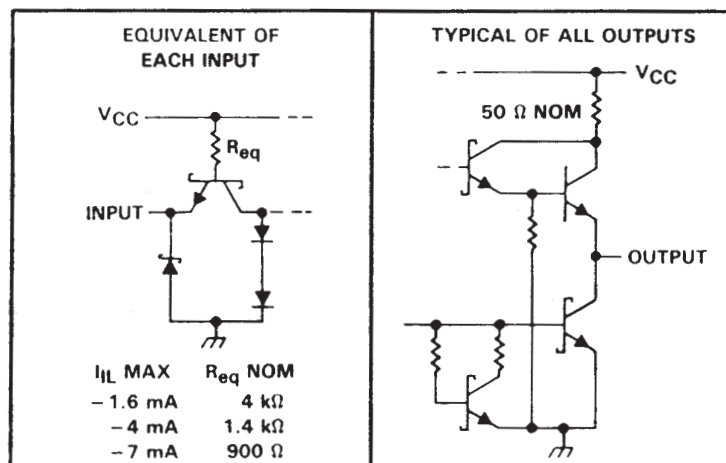 EQUIVALENT OF
EACH INPUT
VCC
Req
INPUT
IIL MAX Req NOM
−1.6 mA 4 kΩ
−4 mA 1.4 kΩ
−7 mA 900 Ω
TYPICAL OF ALL OUTPUTS
VCC
50 Ω NOM
OUTPUT